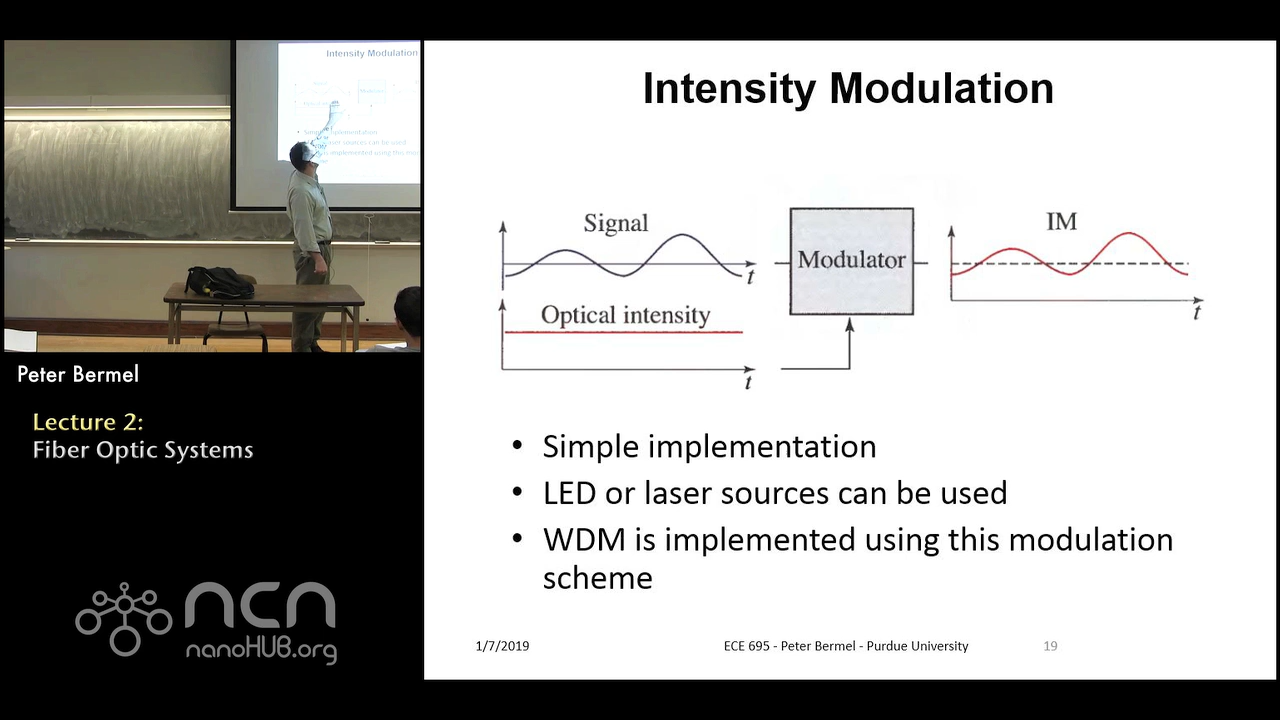 Intensity Modulation
Signal
t
Optical intensity
t
Modulator
IM
t
• Simple implementation
• LED or laser sources can be used
• WDM is implemented using this modulation
scheme
1/7/2019
ECE 695 - Peter Bermel - Purdue University
19
Intensity Modulation
Peter Bermel
Lecture 2:
Fiber Optic Systems
ncn
nanoHUB.org